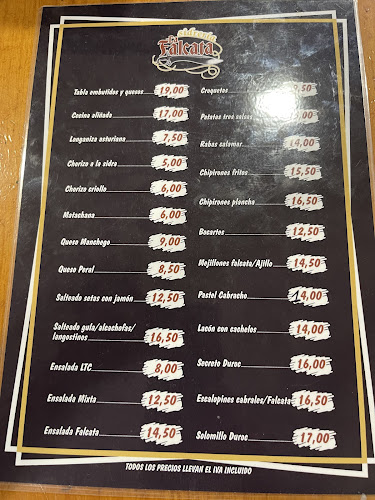 sidrería
La
Falcata
Tabla embutidos y quesos 19,00
Cecina aliñada 17,00
Longaniza asturiana 7,50
Chorizo a la sidra 5,00
Chorizo criollo 6,00
Matachana 6,00
Queso Manchego 9,00
Queso Peral 8,50
Salteado setas con jamón 12,50
Salteado gula/alcachofas/
langostinos 16,50
Ensalada LTC 8,00
Ensalada Mixta 12,50
Ensalada Falcata 14,50
Croquetas ,50
Patatas tres salsas ,00
Rabas calamar 14,00
Chipirones fritos 15,50
Chipirones plancha 16,50
Bocartes 12,50
Mejillones falcata/Ajillo 14,50
Pastel Cabracho 14,00
Lacón con cachelos 14,00
Secreto Duroc 16,00
Escalopines cabrales/Falcata 16,50
Solomillo Duroc 17,00
TODOS LOS PRECIOS LLEVAN EL IVA INCLUIDO